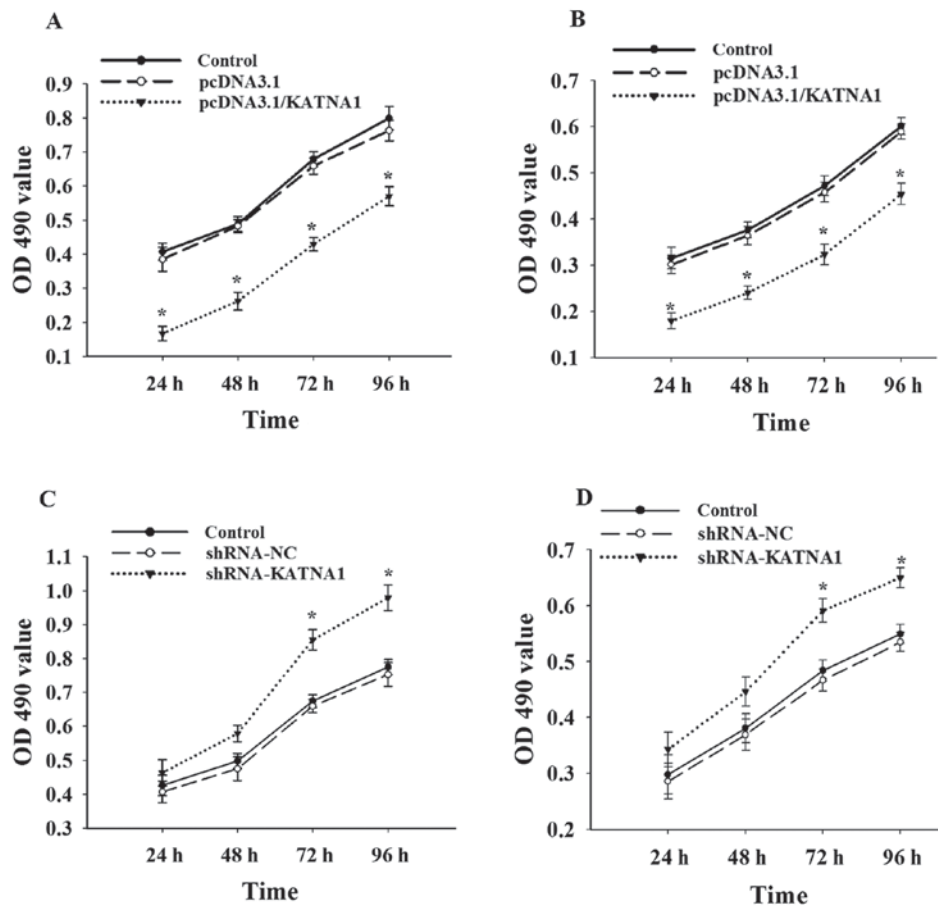 A
Control
pcDNA3.1
pcDNA3.1/KATNA1
0.9
0.8
0.7
0.6
0.5
0.4
0.3
0.2
0.1
OD 490 value
*
*
*
*
24 h 48 h 72 h 96 h
Time
B
Control
pcDNA3.1
pcDNA3.1/KATNA1
0.7
0.6
0.5
0.4
0.3
0.2
0.1
OD 490 value
*
*
*
*
24 h 48 h 72 h 96 h
Time
C
Control
shRNA-NC
shRNA-KATNA1
1.1
1.0
0.9
0.8
0.7
0.6
0.5
0.4
0.3
OD 490 value
*
*
24 h 48 h 72 h 96 h
Time
D
Control
shRNA-NC
shRNA-KATNA1
0.7
0.6
0.5
0.4
0.3
0.2
OD 490 value
*
*
24 h 48 h 72 h 96 h
Time